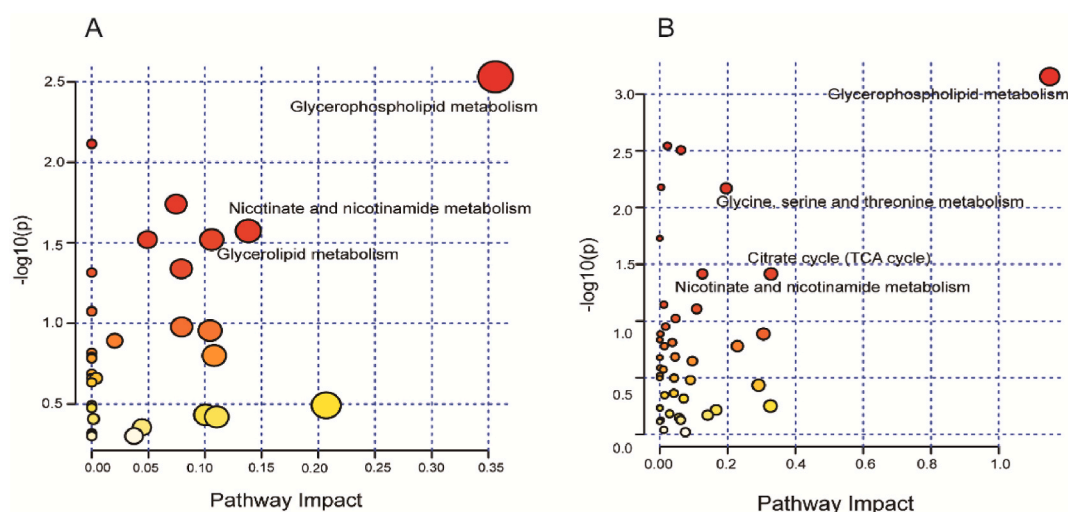 A
2.5
2.0
1.5
1.0
0.5
-log10(p)
Glycerophospholipid metabolism
Nicotinate and nicotinamide metabolism
Glycerolipid metabolism
0.00 0.05 0.10 0.15 0.20 0.25 0.30 0.35
Pathway Impact
B
3.0
2.5
2.0
1.5
1.0
0.5
0.0
-log10(p)
Glycerophospholipid metabolism
Glycine, serine and threonine metabolism
Citrate cycle (TCA cycle)
Nicotinate and nicotinamide metabolism
0.00 0.2 0.4 0.6 0.8 1.0
Pathway Impact